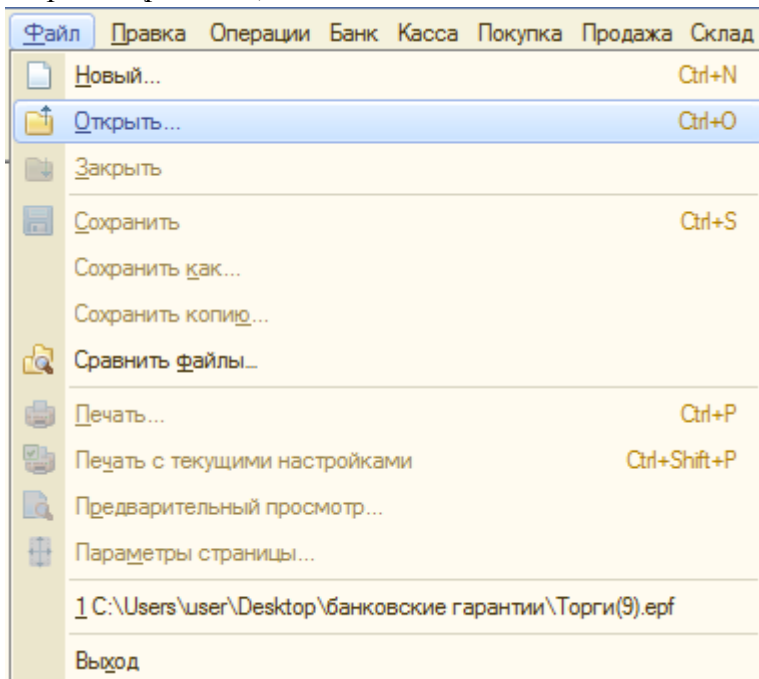 Файл Правка Операции Банк Касса Покупка Продажа Склад
Новый... Ctrl+N
Открыть... Ctrl+O
Закрыть
Сохранить Ctrl+S
Сохранить как...
Сохранить копию...
Сравнить файлы...
Печать... Ctrl+P
Печать с текущими настройками Ctrl+Shift+P
Предварительный просмотр...
Параметры страницы...
1 C:\Users\user\Desktop\банковские гарантии\Торги(9).epf
Выход